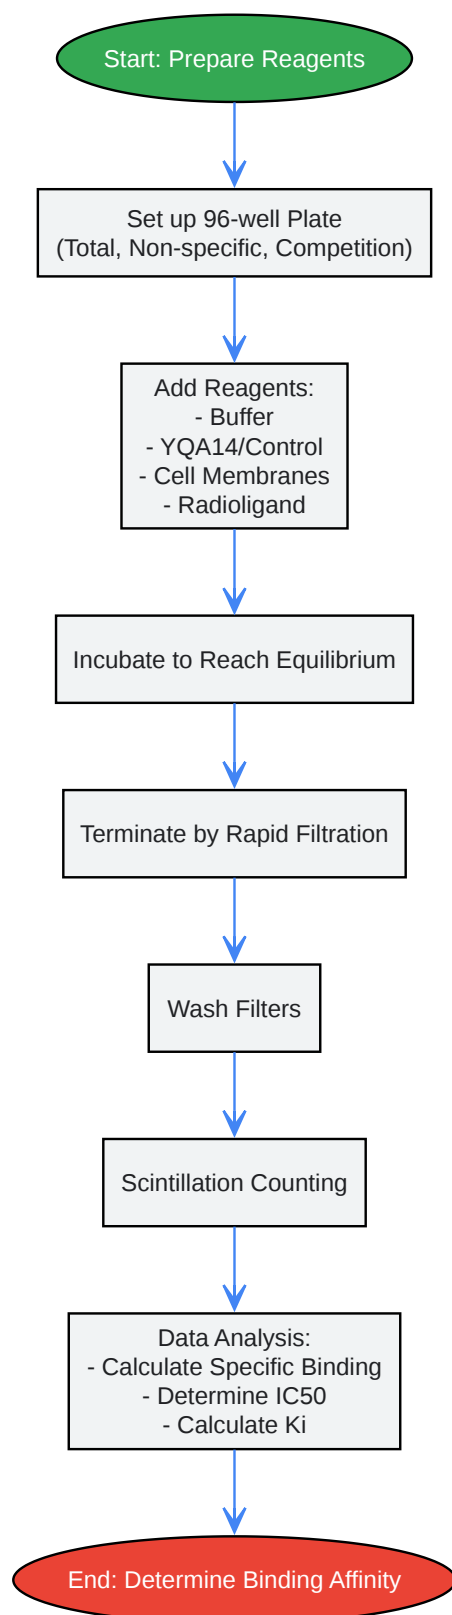 Start: Prepare Reagents
Set up 96-well Plate
(Total, Non-specific, Competition)
Add Reagents:
- Buffer
- YQA14/Control
- Cell Membranes
- Radioligand
Incubate to Reach Equilibrium
Terminate by Rapid Filtration
Wash Filters
Scintillation Counting
Data Analysis:
- Calculate Specific Binding
- Determine IC50
- Calculate Ki
End: Determine Binding Affinity